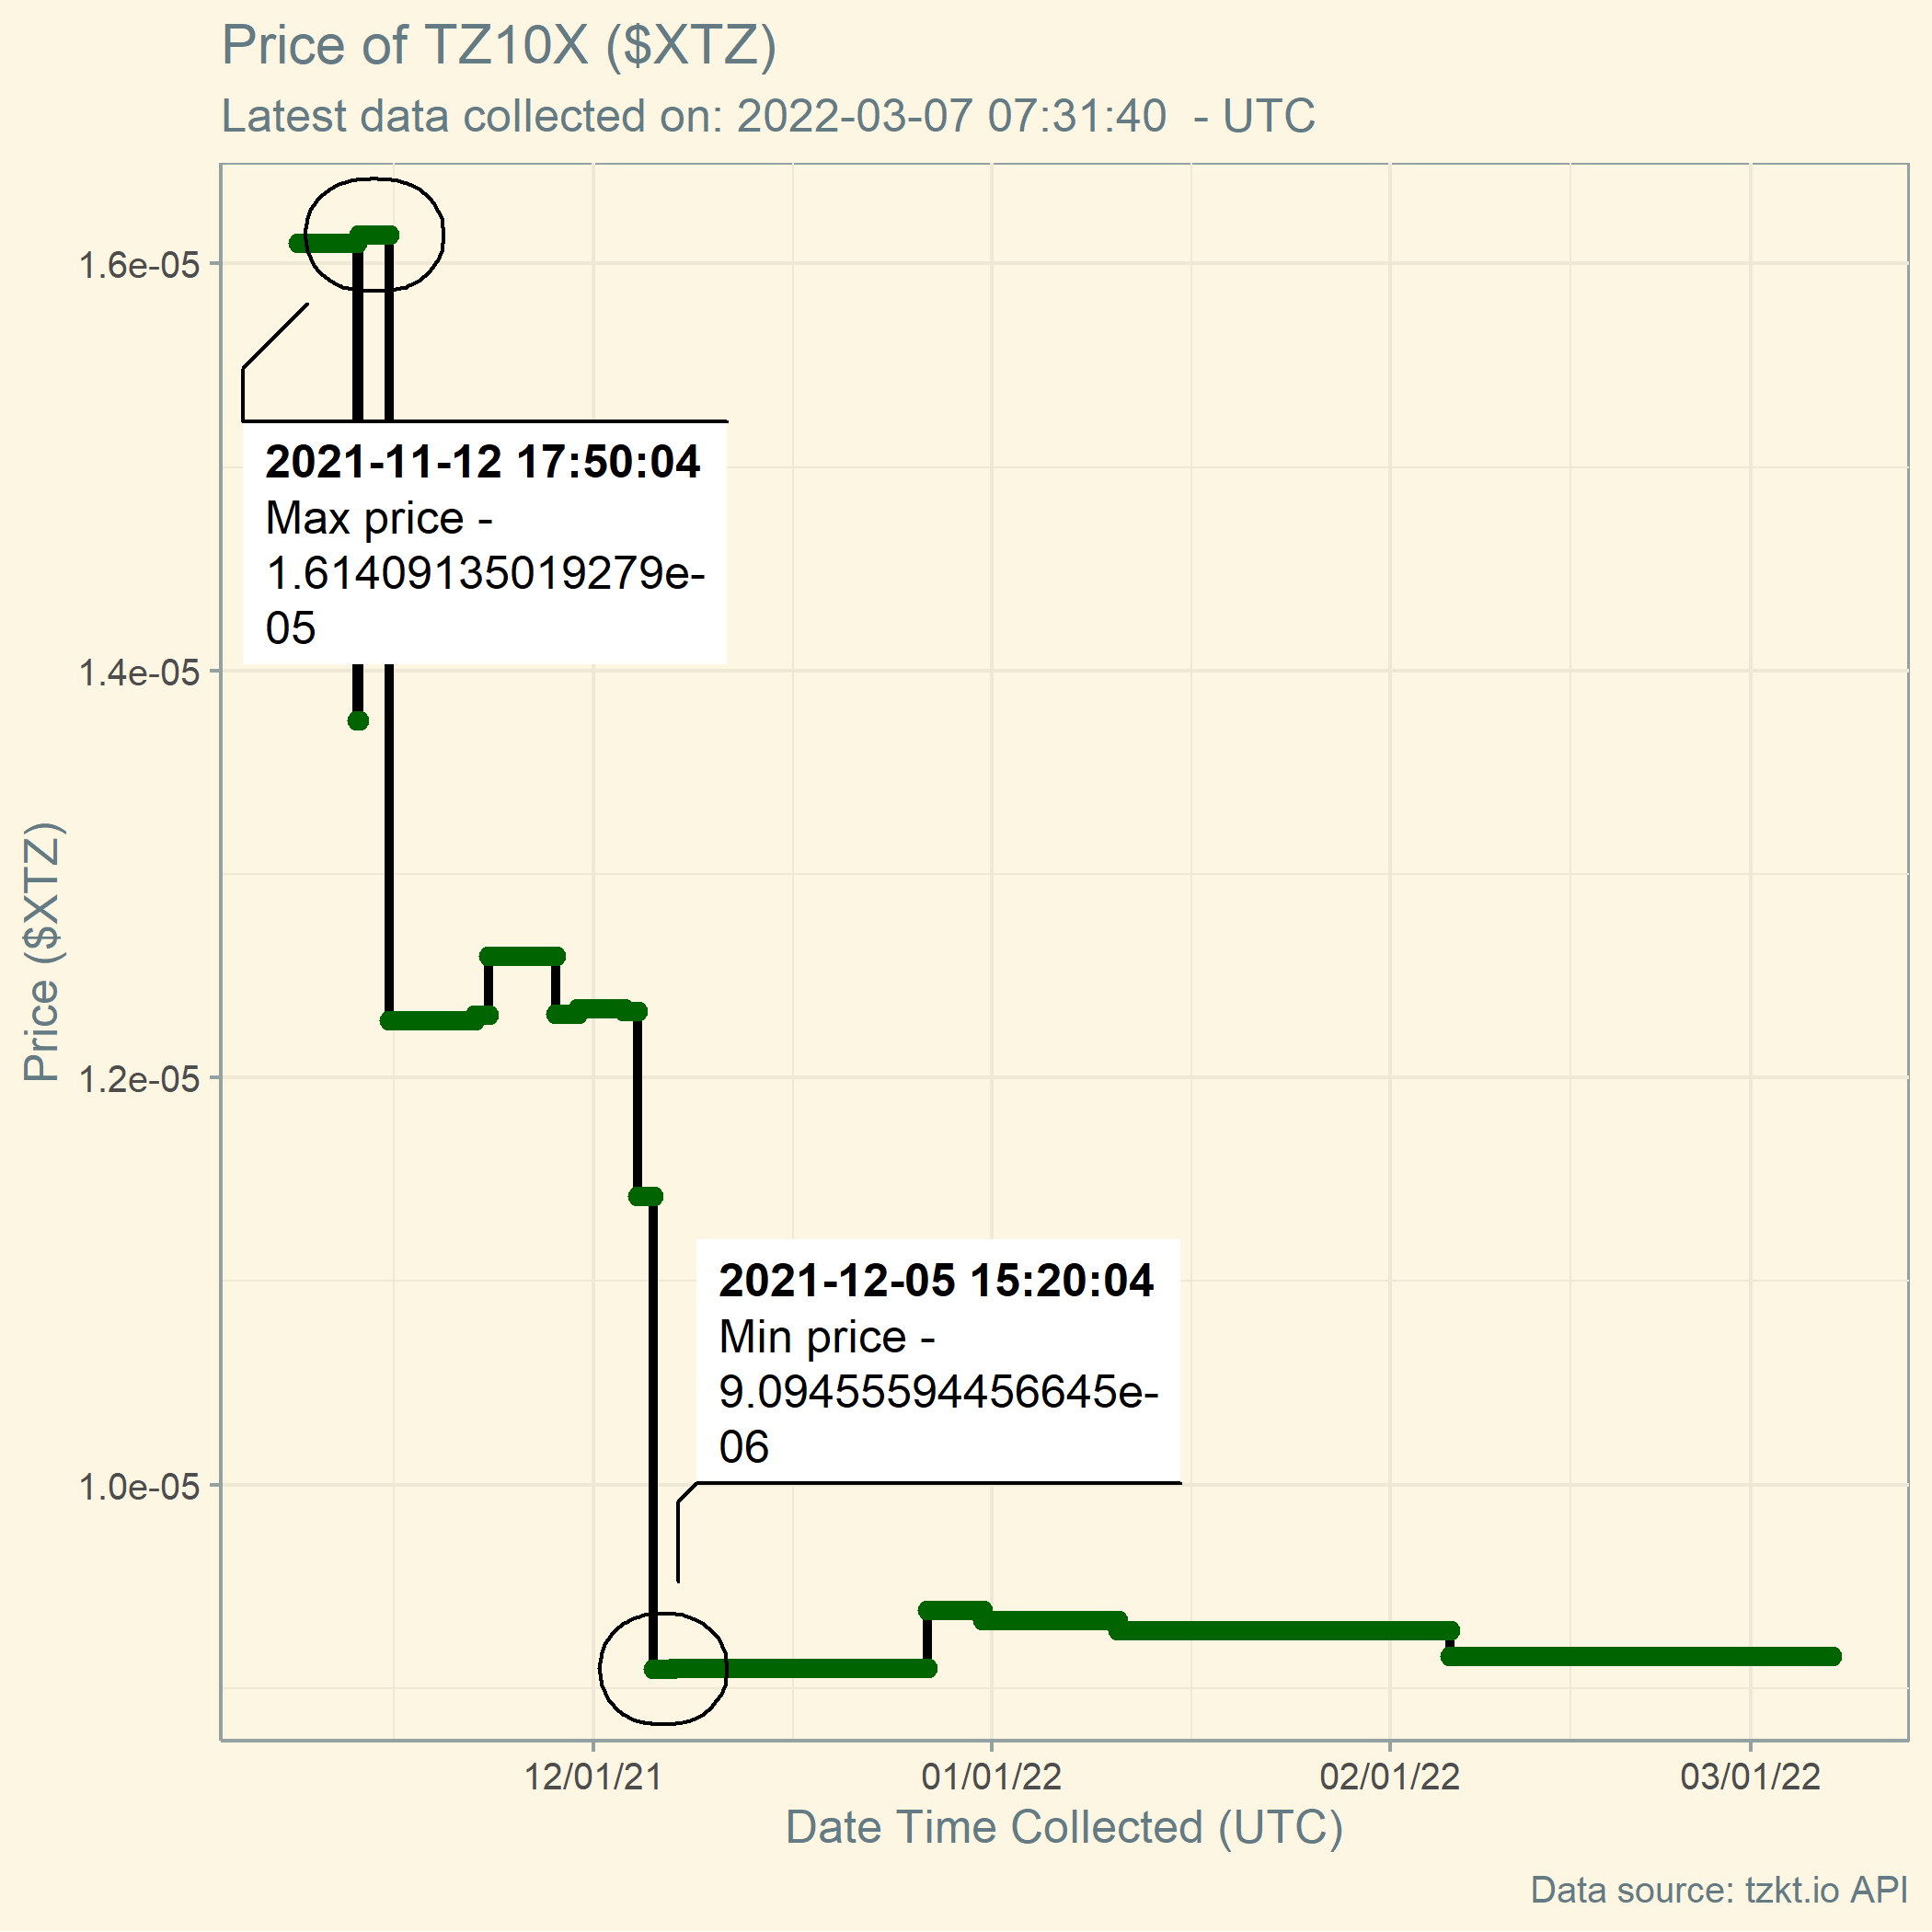 Price of TZ10X ($XTZ)
Latest data collected on: 2022-03-07 07:31:40  - UTC
1.6e-05
2021-11-12 17:50:04
Max price -
1.61409135019279e-
05
1.4e-05
Price ($XTZ)
1.2e-05
2021-12-05 15:20:04
Min price -
9.09455594456645e-
06
1.0e-05
12/01/21 01/01/22 02/01/22 03/01/22
Date Time Collected (UTC)
Data source: tzkt.io API